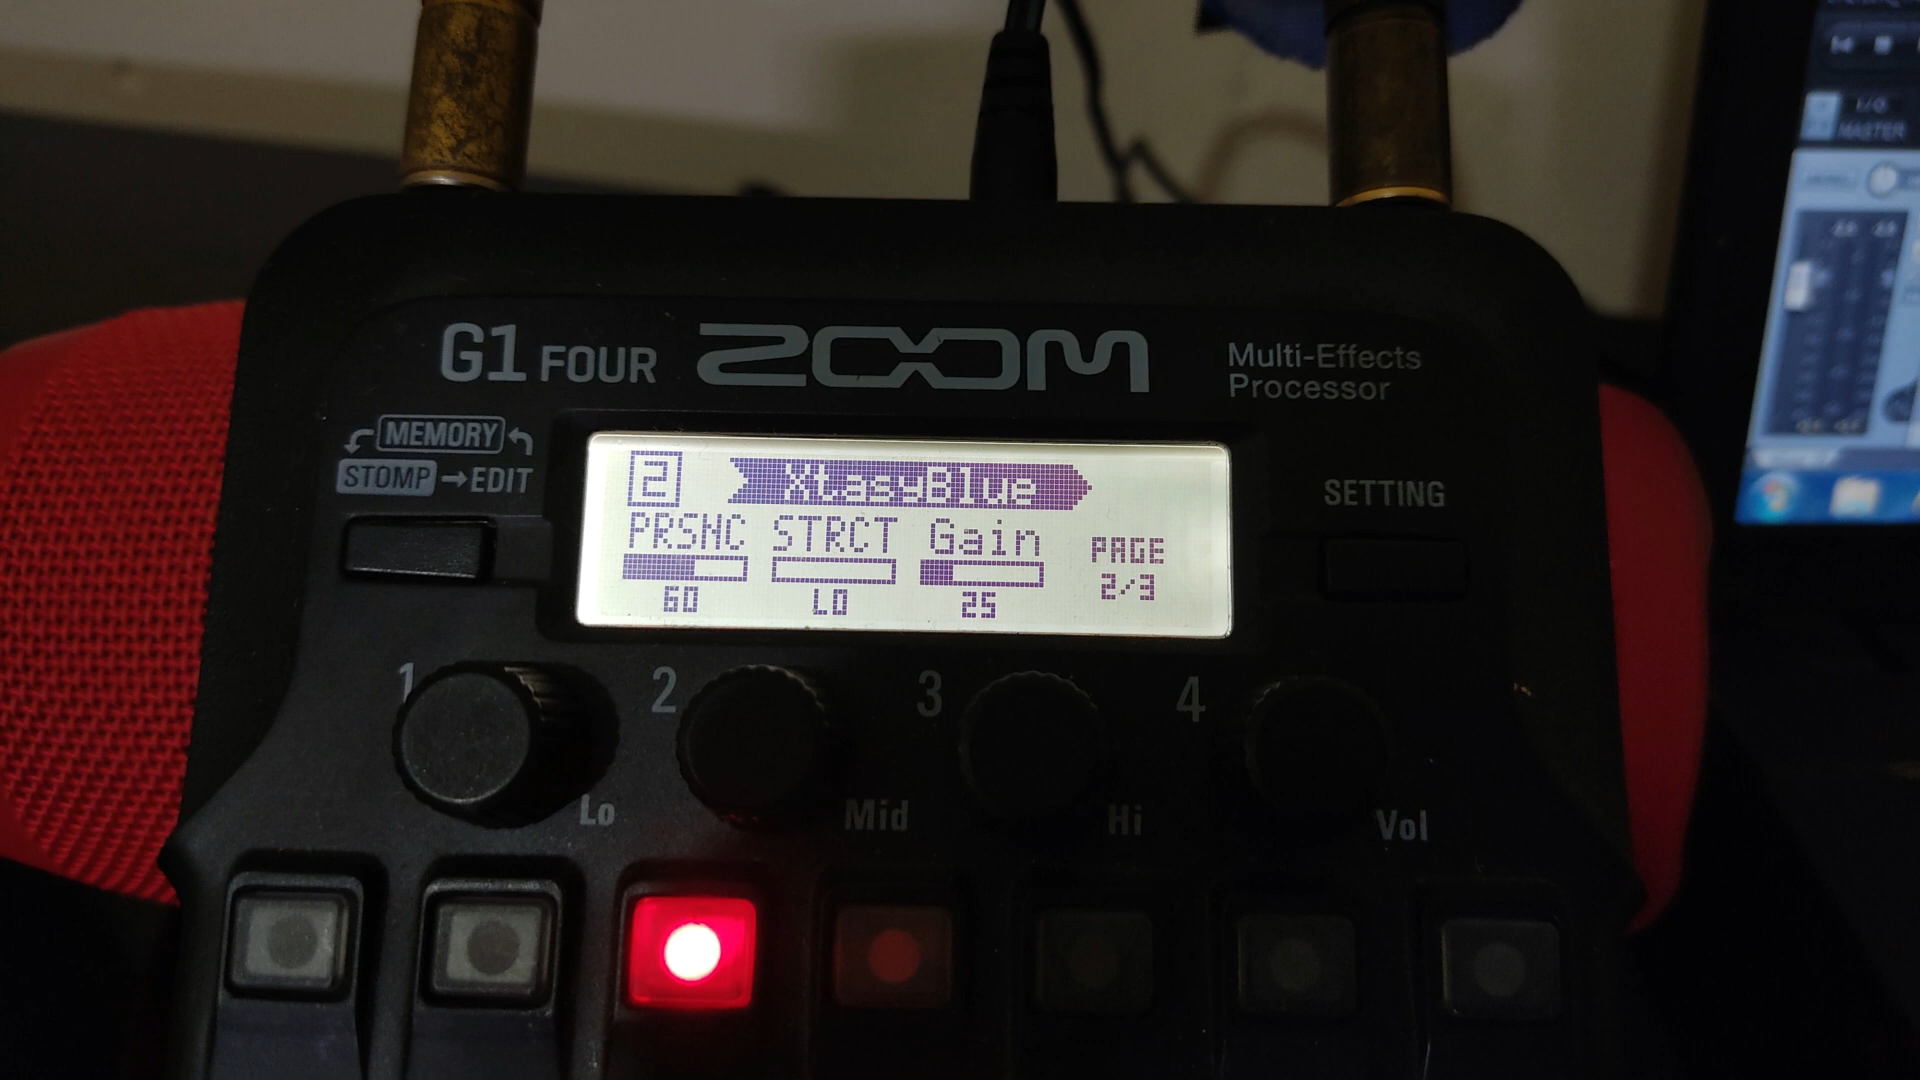 G1 FOUR ZOOM Multi-Effects
Processor
MEMORY
STOMP → EDIT
SETTING
2 XtasyBlue
PRSNC STRCT Gain PAGE
60 LO 25 2/3
1 2 3 4
Lo Mid Hi Vol
MASTER